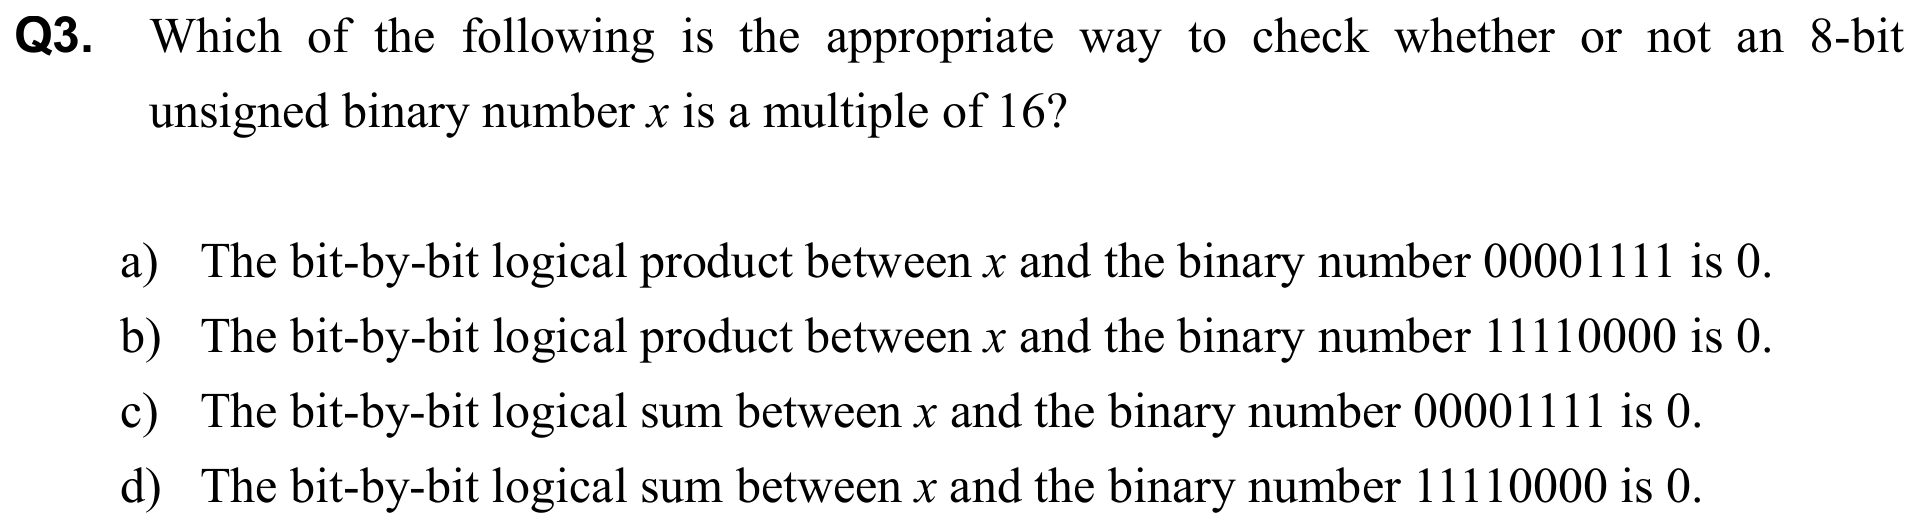 Q3. Which of the following is the appropriate way to check whether or not an 8-bit
unsigned binary number x is a multiple of 16?
a) The bit-by-bit logical product between x and the binary number 00001111 is 0.
b) The bit-by-bit logical product between x and the binary number 11110000 is 0.
c) The bit-by-bit logical sum between x and the binary number 00001111 is 0.
d) The bit-by-bit logical sum between x and the binary number 11110000 is 0.